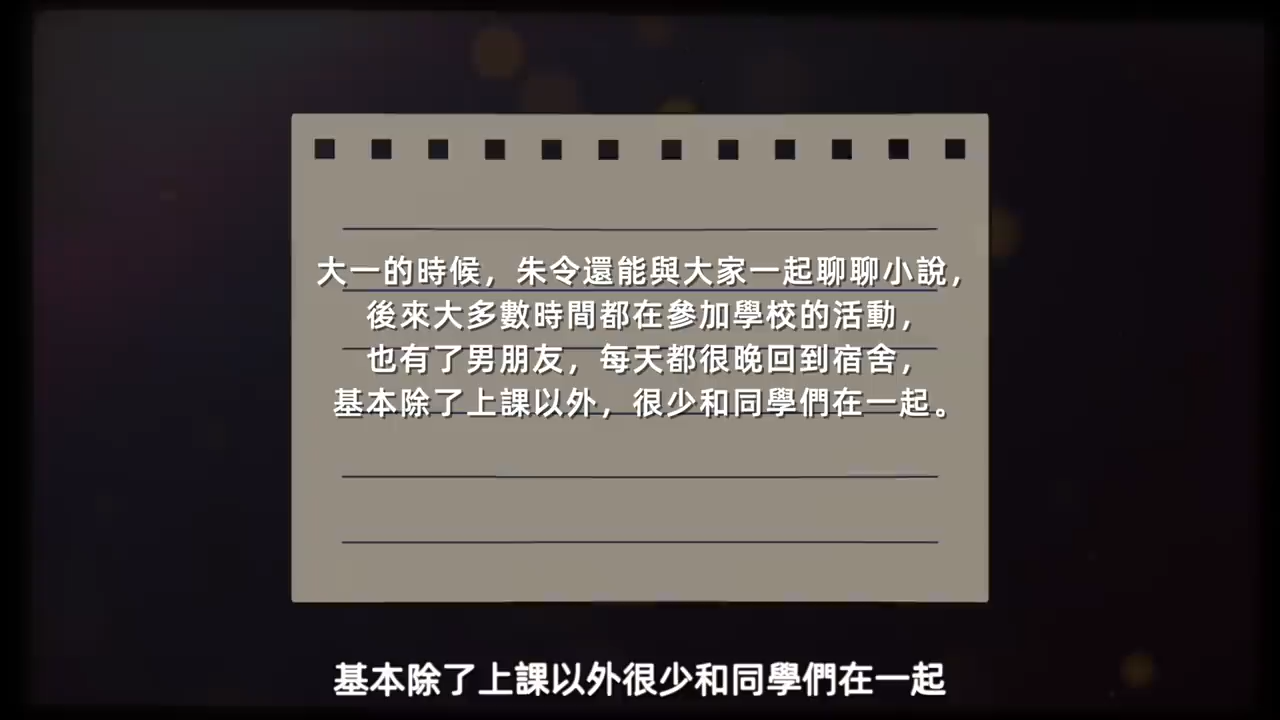 大一的時候，朱令還能與大家一起聊聊小說，
後來大多數時間都在參加學校的活動，
也有了男朋友，每天都很晚回到宿舍，
基本除了上課以外，很少和同學們在一起。
基本除了上課以外很少和同學們在一起